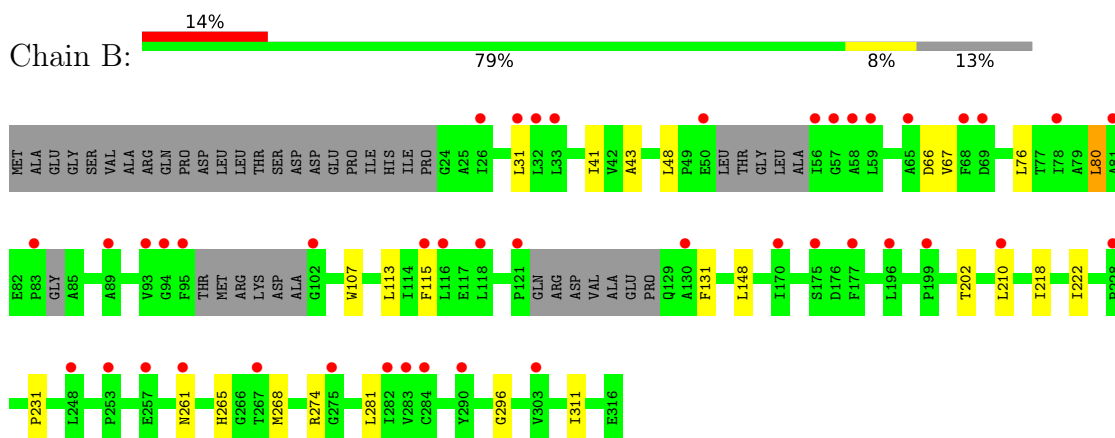 14%
Chain B:
79% 8% 13%
MET ALA GLU GLY SER VAL ALA ARG GLN PRO ASP LEU LEU THR SER ASP ASP GLU PRO ILE HIS ILE PRO G24 A25 I26 L31 L32 L33 I41 V42 A43 L48 P49 E50 LEU THR GLY LEU ALA I56 G57 A58 L59 A65 D66 V67 F68 D69 L76 T77 I78 A79 L80 A81
E82 P83 GLY A85 A89 V93 G94 F95 THR MET ARG LYS ASP ALA G102 W107 L113 I114 F115 L116 E117 L118 P121 GLN ARG ASP VAL ALA GLU PRO Q129 A130 F131 L148 I170 S175 D176 F177 L196 P199 T202 L210 I218 I222
P231 L248 P253 E257 N261 H265 G266 T267 M268 R274 G275 L281 I282 V283 C284 Y290 G296 V303 I311 E316